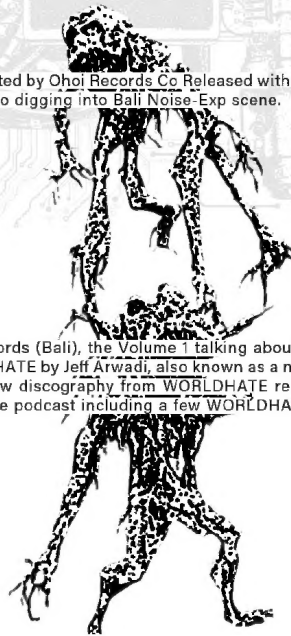 ted by Ohoi Records Co Released with
o digging into Bali Noise-Exp scene.
ords (Bali), the Volume 1 talking abou
HATE by Jeff Arwadi, also known as a n
w discography from WORLDHATE re
e podcast including a few WORLDHA